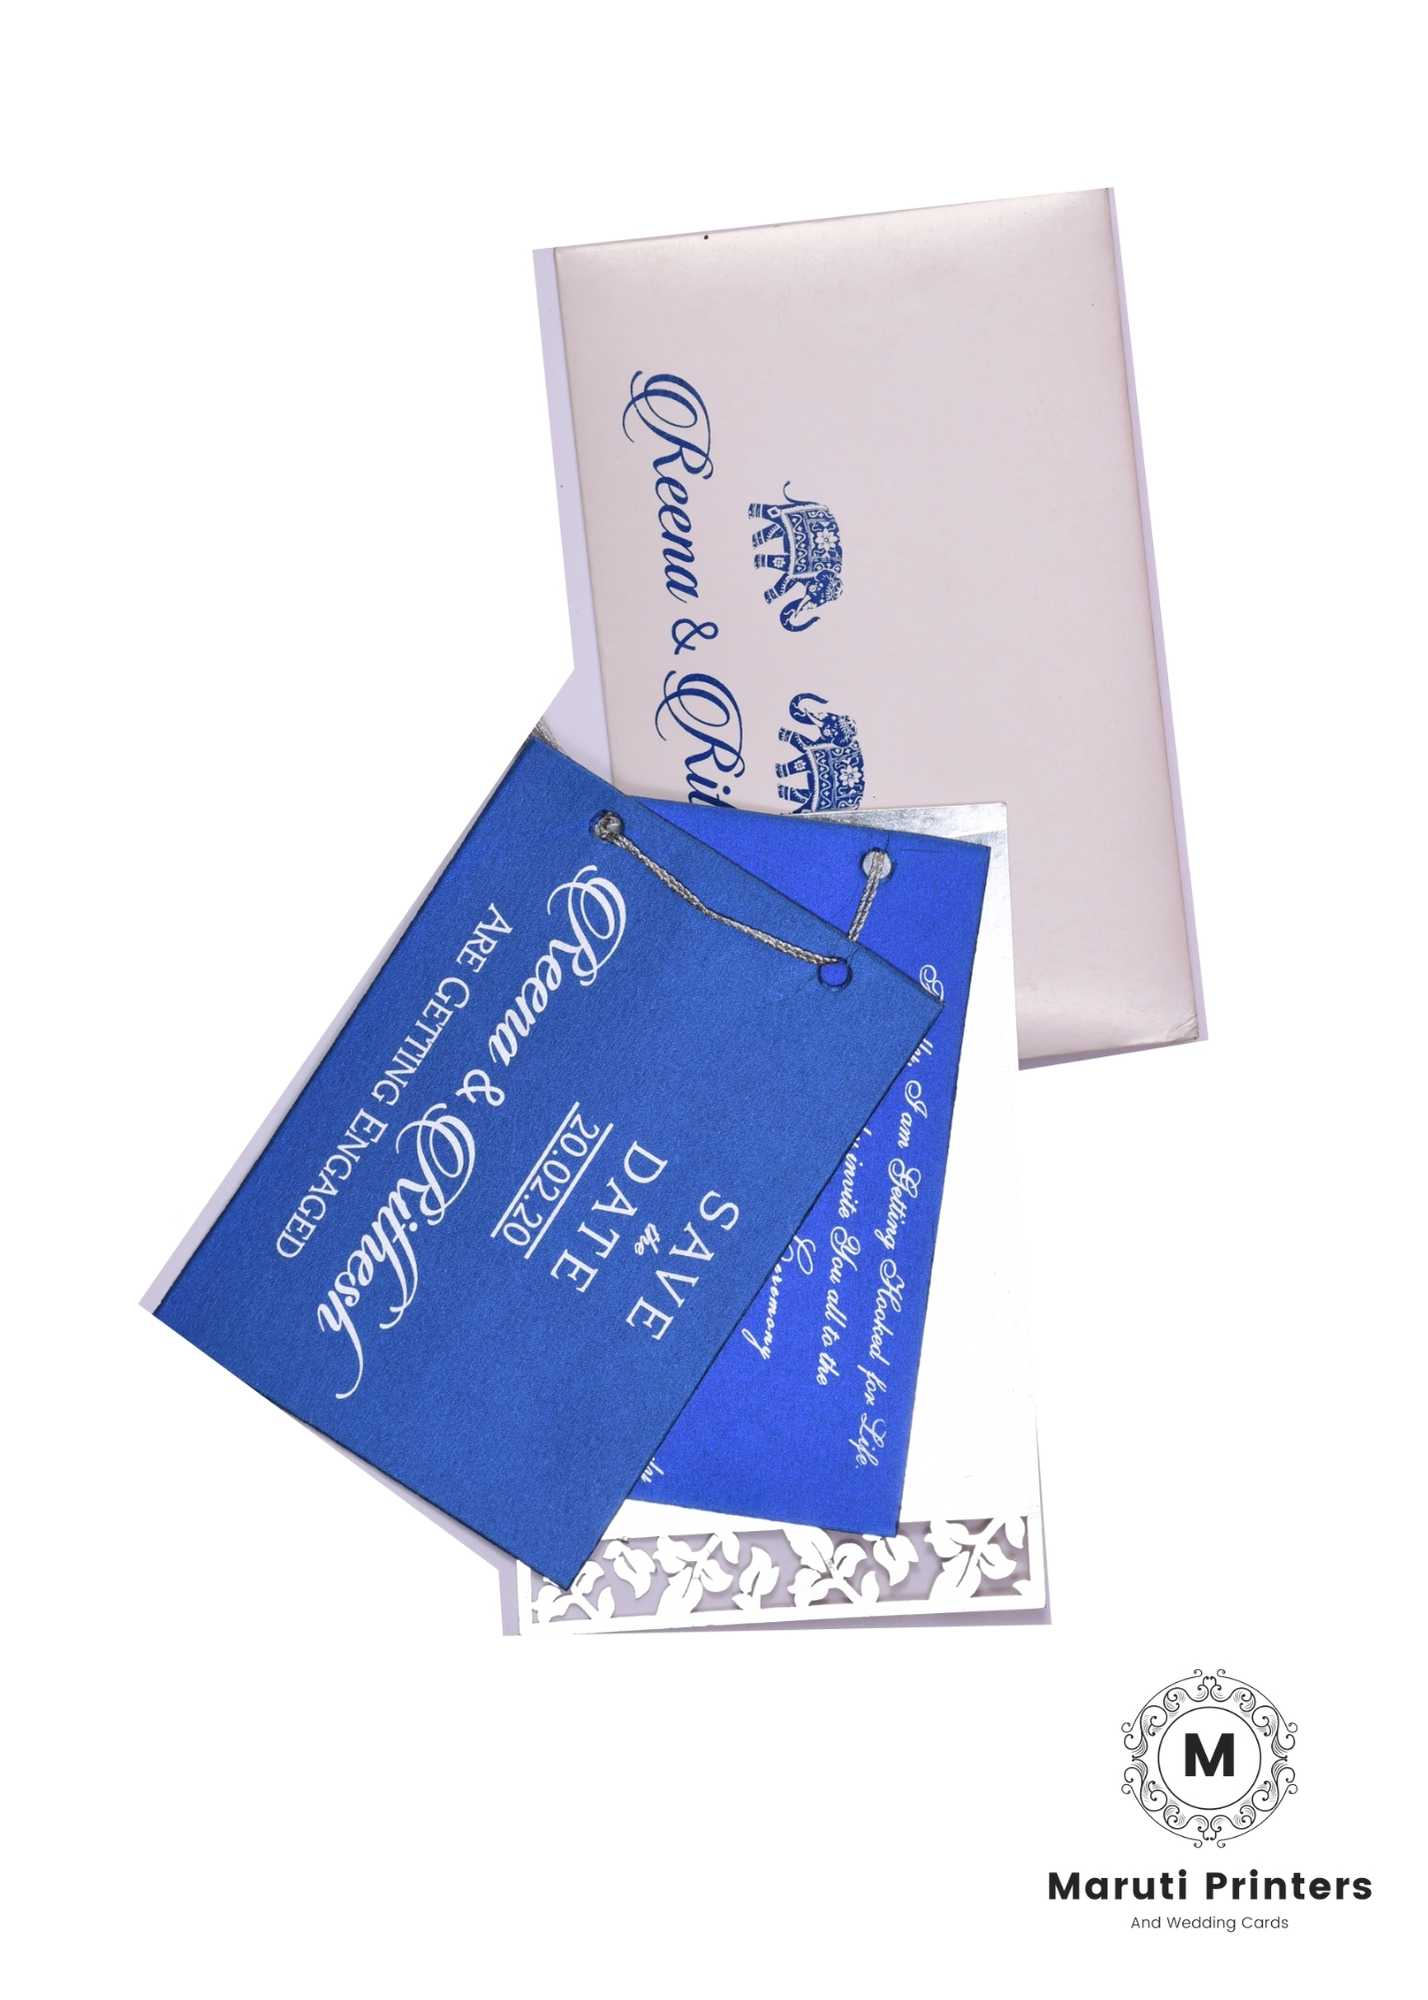 Reena & Rit
Reena & Rithesh
ARE GETTING ENGAGED
SAVE
the
DATE
20.02.20
I am Getting Hooked for Life.
invite You all to the
Ceremony
M
Maruti Printers
And Wedding Cards